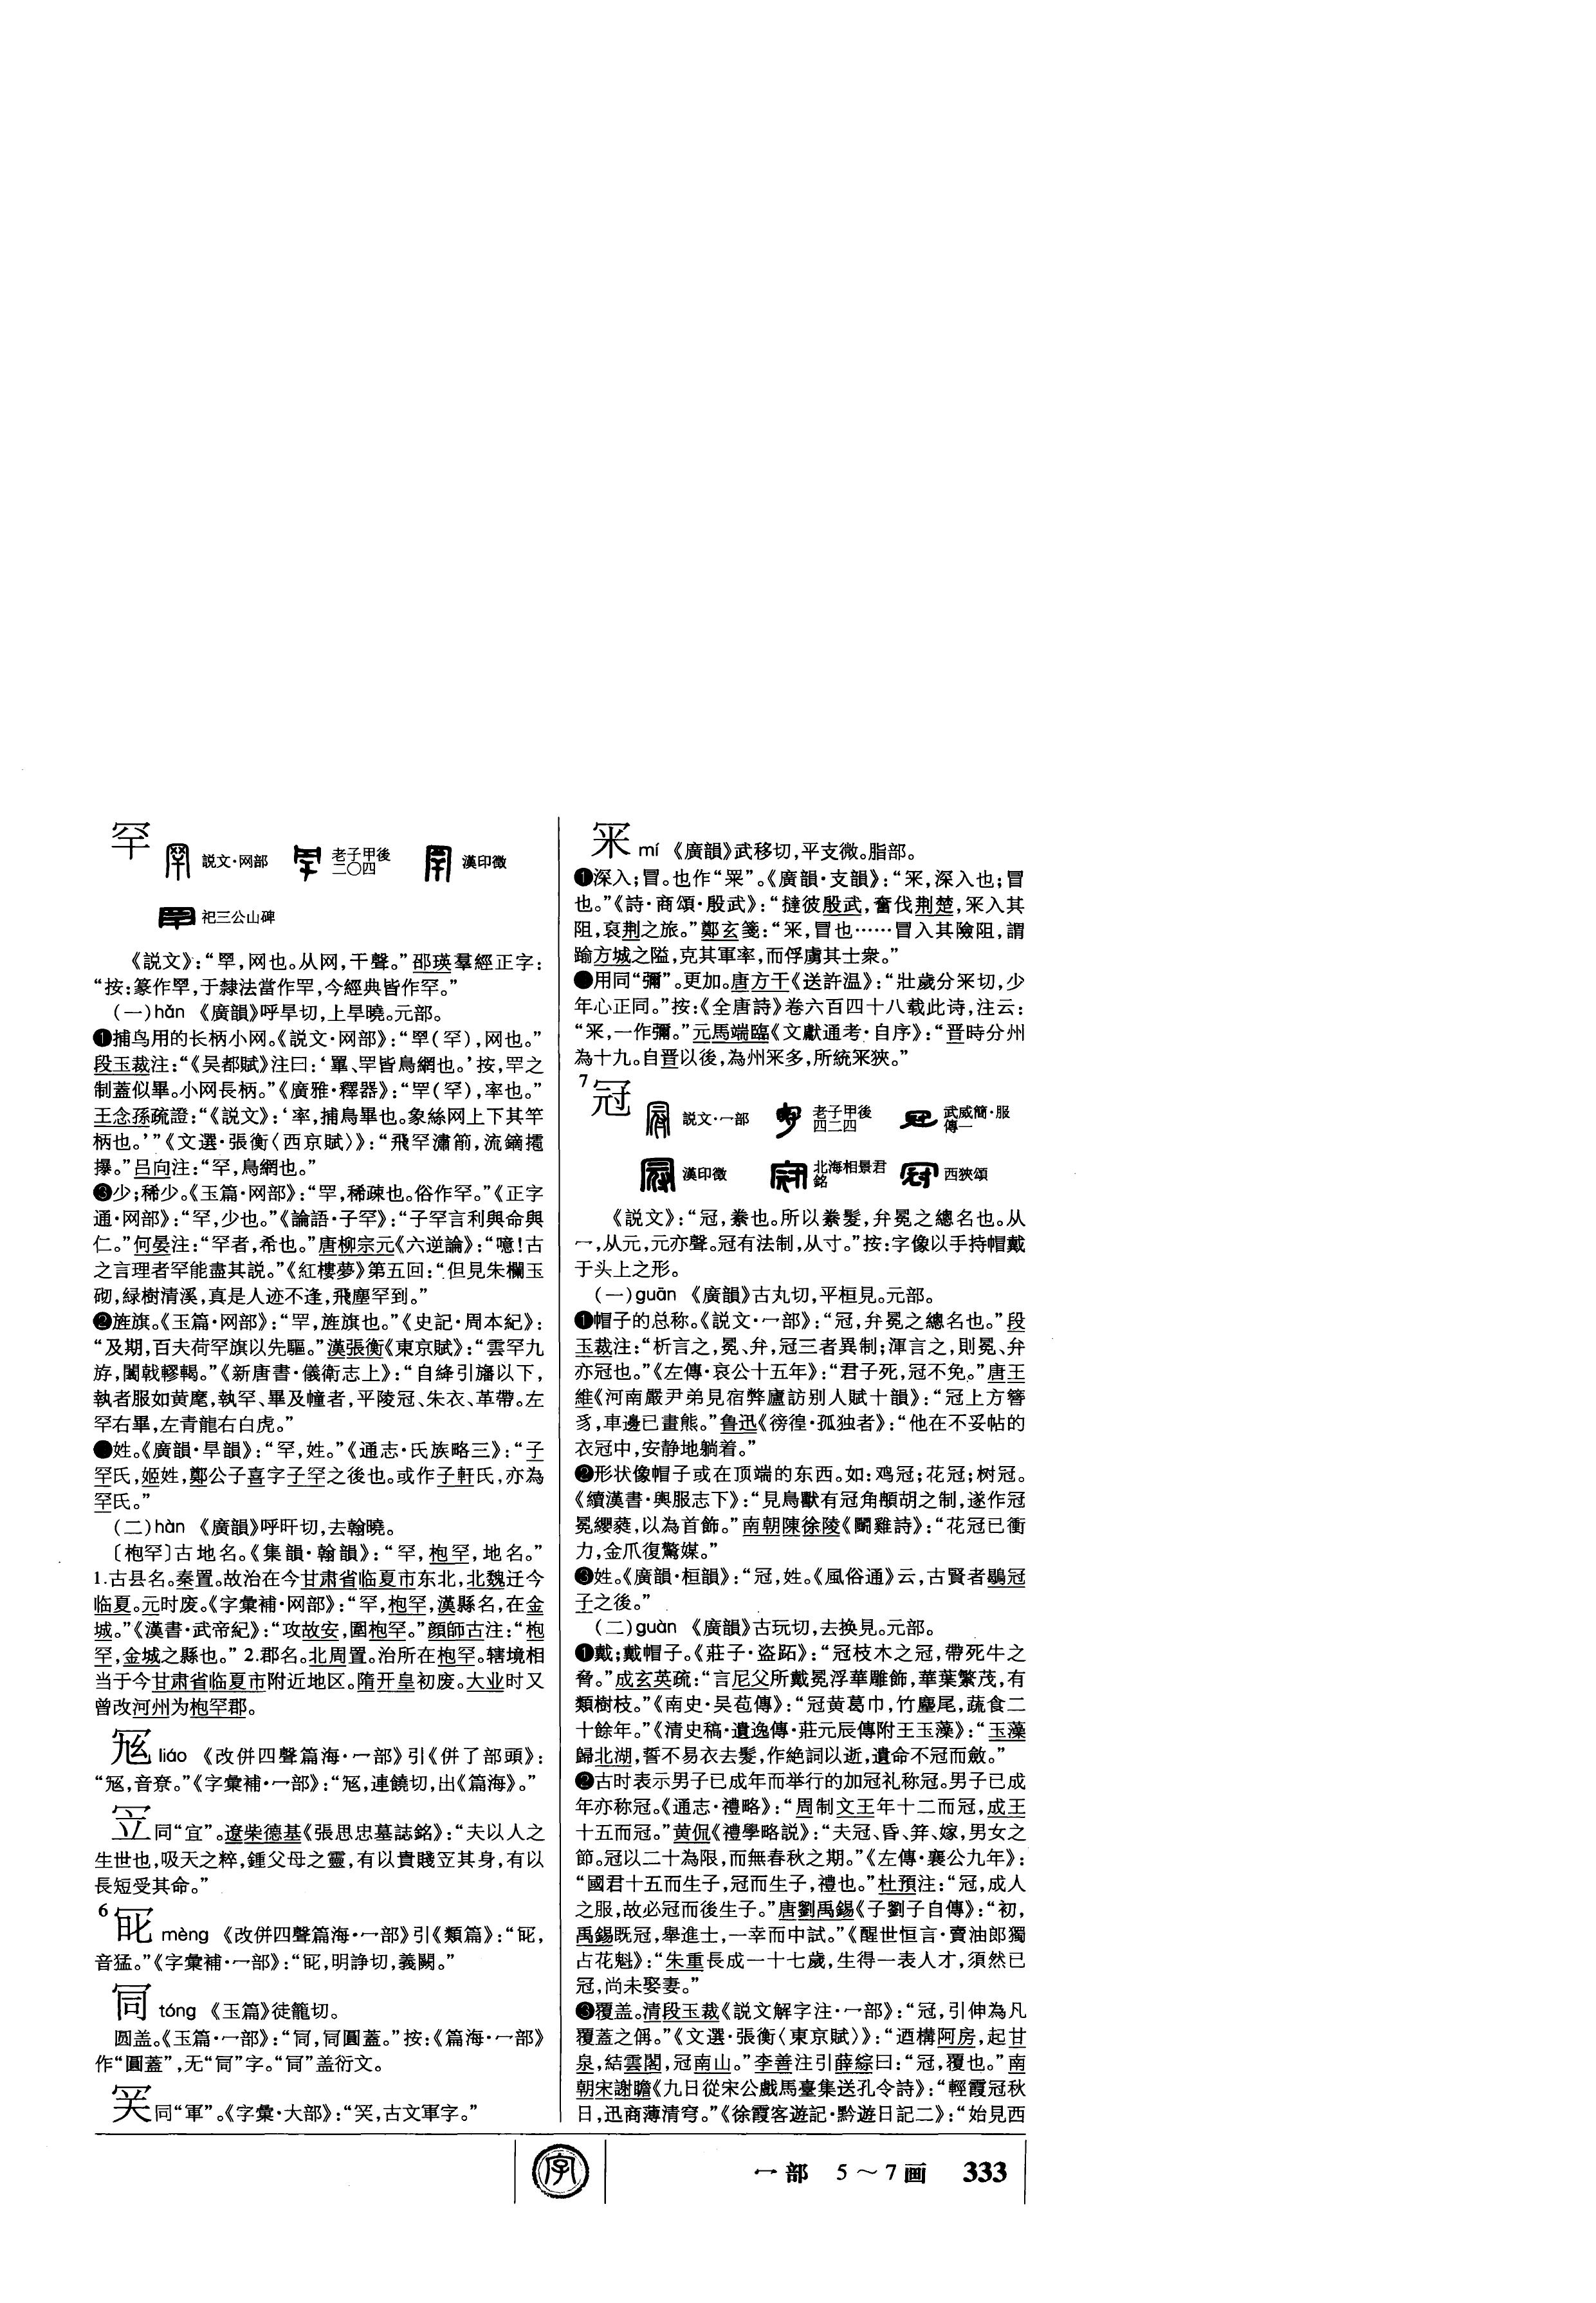 罕
説文·网部 老子甲後二〇四 漢印徵
祀三公山碑
《説文》：“罕，网也。从网，干聲。”邵瑛羣經正字：
“按：篆作罕，于隸法當作罕，今經典皆作罕。”
（一）hǎn 《廣韻》呼旱切，上旱曉。元部。
❶捕鸟用的长柄小网。《説文·网部》：“罕（罕），网也。”
段玉裁注：“《吴都賦》注曰：‘罼、罕皆鳥網也。’按，罕之
制蓋似畢。小网長柄。”《廣雅·釋器》：“罕（罕），率也。”
王念孫疏證：“《説文》：‘率，捕鳥畢也。象絲网上下其竿
柄也。’”《文選·張衡〈西京賦〉》：“飛罕潚箾，流鏑㩧
㩧。”吕向注：“罕，鳥網也。”
❸少；稀少。《玉篇·网部》：“罕，稀疎也。俗作罕。”《正字
通·网部》：“罕，少也。”《論語·子罕》：“子罕言利與命與
仁。”何晏注：“罕者，希也。”唐柳宗元《六逆論》：“噫！古
之言理者罕能盡其説。”《紅樓夢》第五回：“但見朱欄玉
砌，緑樹清溪，真是人迹不逢，飛塵罕到。”
❷旌旗。《玉篇·网部》：“罕，旌旗也。”《史記·周本紀》：
“及期，百夫荷罕旗以先驅。”漢張衡《東京賦》：“雲罕九
斿，闟戟轇輵。”《新唐書·儀衛志上》：“自絳引旛以下，
執者服如黄麾，執罕、畢及幢者，平陵冠、朱衣、革帶。左
罕右畢，左青龍右白虎。”
●姓。《廣韻·旱韻》：“罕，姓。”《通志·氏族略三》：“子
罕氏，姬姓，鄭公子喜字子罕之後也。或作子軒氏，亦為
罕氏。”
（二）hàn 《廣韻》呼旰切，去翰曉。
〔枹罕〕古地名。《集韻·翰韻》：“罕，枹罕，地名。”
1.古县名。秦置。故治在今甘肃省临夏市东北，北魏迁今
临夏。元时废。《字彙補·网部》：“罕，枹罕，漢縣名，在金
城。”《漢書·武帝紀》：“攻故安，圍枹罕。”顔師古注：“枹
罕，金城之縣也。” 2.郡名。北周置。治所在枹罕。辖境相
当于今甘肃省临夏市附近地区。隋开皇初废。大业时又
曾改河州为枹罕郡。
liáo 《改併四聲篇海·冖部》引《併了部頭》：
“，音尞。”《字彙補·冖部》：“，連饒切，出《篇海》。”
同“宜”。遼柴德基《張思忠墓誌銘》：“夫以人之
生世也，吸天之粹，鍾父母之靈，有以貴賤其身，有以
長短受其命。”
6
mèng 《改併四聲篇海·冖部》引《類篇》：“，
音猛。”《字彙補·冖部》：“，明諍切，義闕。”
tóng 《玉篇》徒龍切。
圆盖。《玉篇·冖部》：“，圓蓋。”按：《篇海·冖部》
作“圓蓋”，无“”字。“”盖衍文。
同“軍”。《字彙·大部》：“，古文軍字。”
冞 mí 《廣韻》武移切，平支微。脂部。
❶深入；冒。也作“罙”。《廣韻·支韻》：“冞，深入也；冒
也。”《詩·商頌·殷武》：“撻彼殷武，奮伐荆楚，冞入其
阻，裒荆之旅。”鄭玄箋：“冞，冒也……冒入其險阻，謂
踰方城之隘，克其軍率，而俘虜其士衆。”
●用同“彌”。更加。唐方干《送許温》：“壯歲分冞切，少
年心正同。”按：《全唐詩》卷六百四十八载此诗，注云：
“冞，一作彌。”元馬端臨《文獻通考·自序》：“晋時分州
為十九。自晋以後，為州冞多，所統冞狹。”
7 冠
説文·冖部 老子甲後四二四 武威簡·服傳一
漢印徵 北海相景君銘 西狹頌
《説文》：“冠，絭也。所以絭髮，弁冕之總名也。从
冖，从元，元亦聲。冠有法制，从寸。”按：字像以手持帽戴
于头上之形。
（一）guān 《廣韻》古丸切，平桓見。元部。
❶帽子的总称。《説文·冖部》：“冠，弁冕之總名也。”段
玉裁注：“析言之，冕、弁，冠三者異制；渾言之，則冕、弁
亦冠也。”《左傳·哀公十五年》：“君子死，冠不免。”唐王
維《河南嚴尹弟見宿弊廬訪别人賦十韻》：“冠上方簪
豸，車邊已畫熊。”鲁迅《徬徨·孤独者》：“他在不妥帖的
衣冠中，安静地躺着。”
❷形状像帽子或在顶端的东西。如：鸡冠；花冠；树冠。
《續漢書·輿服志下》：“見鳥獸有冠角䫇胡之制，遂作冠
冕纓蕤，以為首飾。”南朝陳徐陵《鬭雞詩》：“花冠已衝
力，金爪復驚媒。”
❸姓。《廣韻·桓韻》：“冠，姓。《風俗通》云，古賢者鶡冠
子之後。”
（二）guàn 《廣韻》古玩切，去换見。元部。
❶戴；戴帽子。《莊子·盗跖》：“冠枝木之冠，帶死牛之
脅。”成玄英疏：“言尼父所戴冕浮華雕飾，華葉繁茂，有
類樹枝。”《南史·吴苞傳》：“冠黄葛巾，竹麈尾，蔬食二
十餘年。”《清史稿·遺逸傳·莊元辰傳附王玉藻》：“玉藻
歸北湖，誓不易衣去髮，作絶詞以逝，遺命不冠而斂。”
❷古时表示男子已成年而举行的加冠礼称冠。男子已成
年亦称冠。《通志·禮略》：“周制文王年十二而冠，成王
十五而冠。”黄侃《禮學略説》：“夫冠、昏、笄、嫁，男女之
節。冠以二十為限，而無春秋之期。”《左傳·襄公九年》：
“國君十五而生子，冠而生子，禮也。”杜預注：“冠，成人
之服，故必冠而後生子。”唐劉禹錫《子劉子自傳》：“初，
禹錫既冠，舉進士，一幸而中試。”《醒世恒言·賣油郎獨
占花魁》：“朱重長成一十七歲，生得一表人才，須然已
冠，尚未娶妻。”
❸覆盖。清段玉裁《説文解字注·冖部》：“冠，引伸為凡
覆蓋之偁。”《文選·張衡〈東京賦〉》：“迺構阿房，起甘
泉，結雲閣，冠南山。”李善注引薛綜曰：“冠，覆也。”南
朝宋謝瞻《九日從宋公戲馬臺集送孔令詩》：“輕霞冠秋
日，迅商薄清穹。”《徐霞客遊記·黔遊日記二》：“始見西
字
冖部 5～7画 333